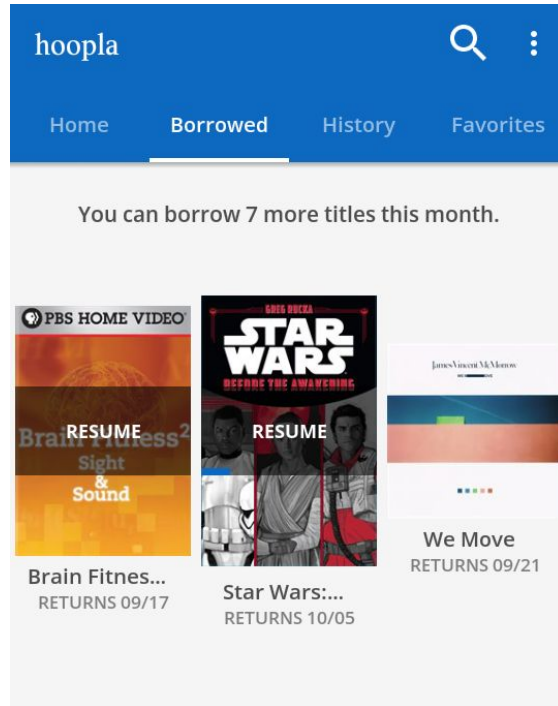 hoopla
Home Borrowed History Favorites
You can borrow 7 more titles this month.
PBS HOME VIDEO
RESUME
Brain Fitness2
Sight
&
Sound
Brain Fitnes...
RETURNS 09/17
GREG RUCKA
STAR
WARS
BEFORE THE AWAKENING
RESUME
Star Wars:...
RETURNS 10/05
James Vincent McMorrow
We Move
RETURNS 09/21